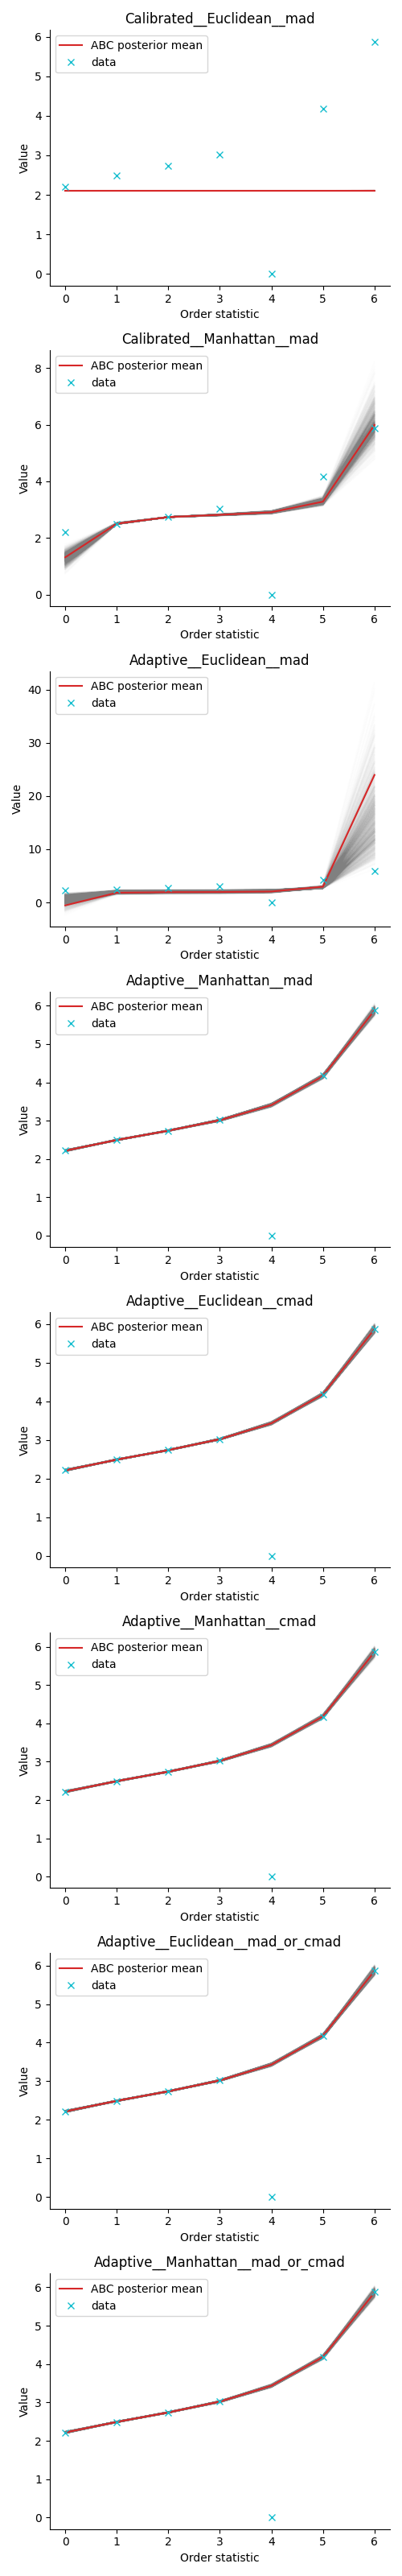 Calibrated__Euclidean__mad
ABC posterior mean
data
6
5
4
3
2
1
0
Value
0 1 2 3 4 5 6
Order statistic
Calibrated__Manhattan__mad
ABC posterior mean
data
8
6
4
2
0
Value
0 1 2 3 4 5 6
Order statistic
Adaptive__Euclidean__mad
ABC posterior mean
data
40
30
20
10
0
Value
0 1 2 3 4 5 6
Order statistic
Adaptive__Manhattan__mad
ABC posterior mean
data
6
5
4
3
2
1
0
Value
0 1 2 3 4 5 6
Order statistic
Adaptive__Euclidean__cmad
ABC posterior mean
data
6
5
4
3
2
1
0
Value
0 1 2 3 4 5 6
Order statistic
Adaptive__Manhattan__cmad
ABC posterior mean
data
6
5
4
3
2
1
0
Value
0 1 2 3 4 5 6
Order statistic
Adaptive__Euclidean__mad_or_cmad
ABC posterior mean
data
6
5
4
3
2
1
0
Value
0 1 2 3 4 5 6
Order statistic
Adaptive__Manhattan__mad_or_cmad
ABC posterior mean
data
6
5
4
3
2
1
0
Value
0 1 2 3 4 5 6
Order statistic